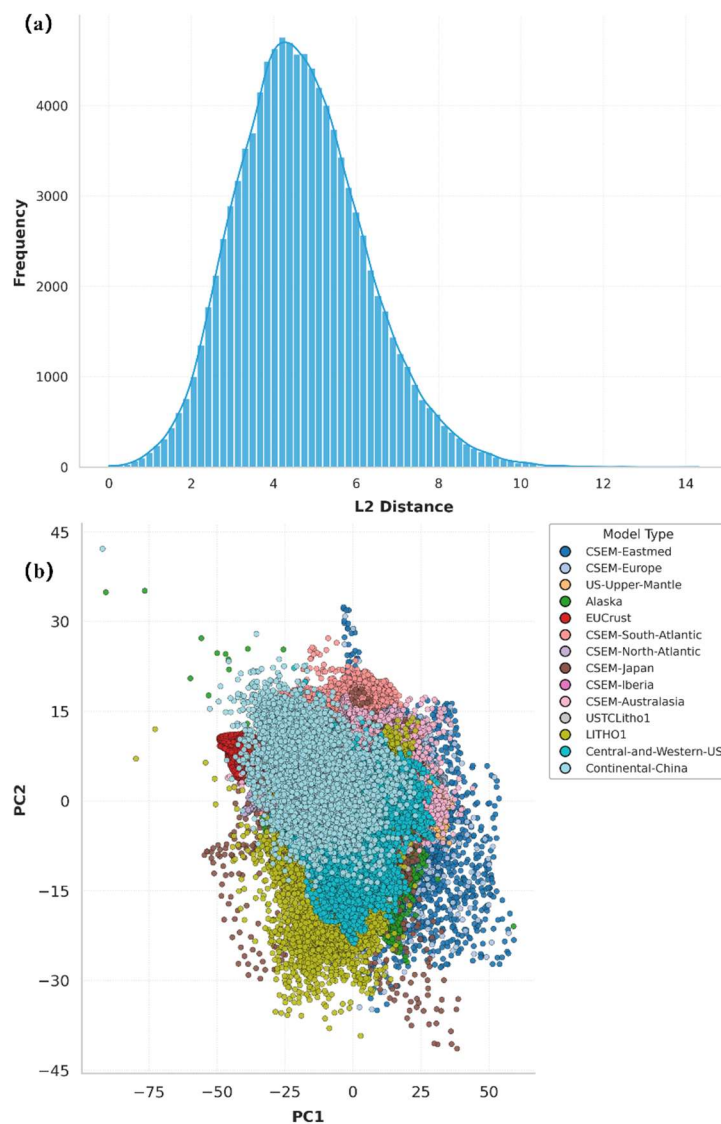 (a)
4000
3000
2000
1000
0
Frequency
0 2 4 6 8 10 12 14
L2 Distance
(b)
45
30
15
0
−15
−30
−45
PC2
−75 −50 −25 0 25 50
PC1
Model Type
CSEM-Eastmed
CSEM-Europe
US-Upper-Mantle
Alaska
EUCrust
CSEM-South-Atlantic
CSEM-North-Atlantic
CSEM-Japan
CSEM-Iberia
CSEM-Australasia
USTCLitho1
LITHO1
Central-and-Western-US
Continental-China